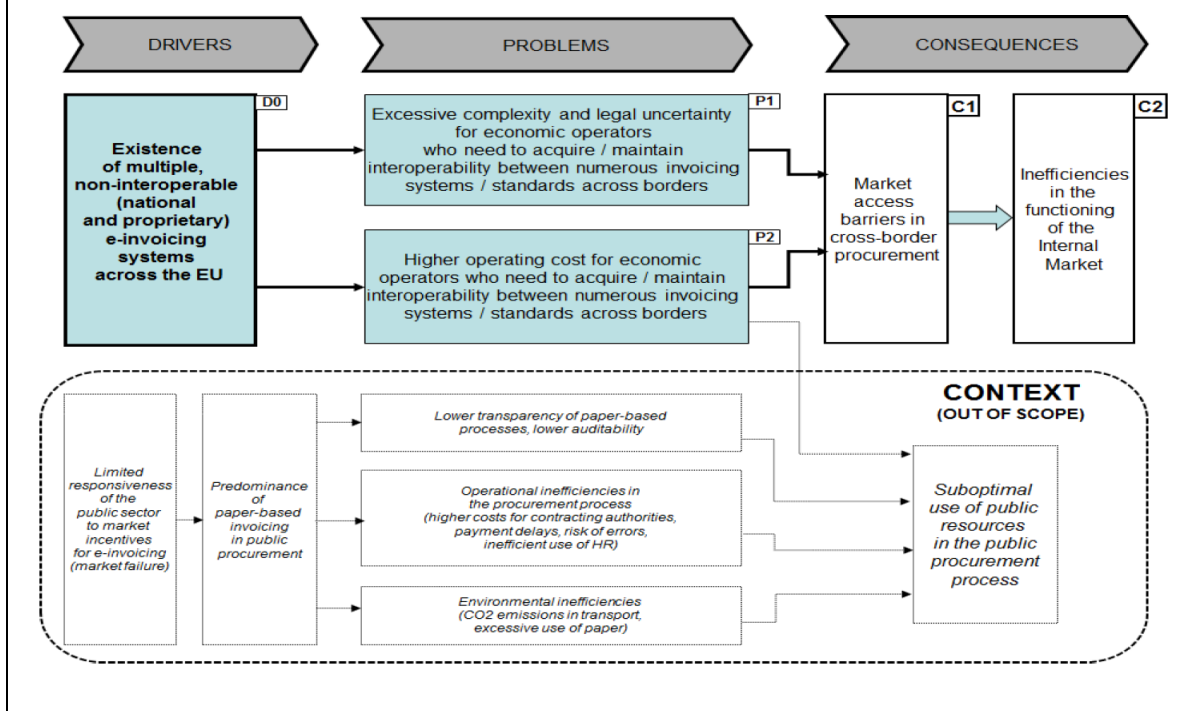 DRIVERS
PROBLEMS
CONSEQUENCES
D0
Existence
of multiple,
non-interoperable
(national
and proprietary)
e-invoicing
systems
across the EU
P1
Excessive complexity and legal uncertainty
for economic operators
who need to acquire / maintain
interoperability between numerous invoicing
systems / standards across borders
P2
Higher operating cost for economic
operators who need to acquire / maintain
interoperability between numerous invoicing
systems / standards across borders
C1
Market
access
barriers in
cross-border
procurement
C2
Inefficiencies
in the
functioning
of the
Internal
Market
CONTEXT
(OUT OF SCOPE)
Limited
responsiveness
of the
public sector
to market
incentives
for e-invoicing
(market failure)
Predominance
of
paper-based
invoicing
in public
procurement
Lower transparency of paper-based
processes, lower auditability
Operational inefficiencies in
the procurement process
(higher costs for contracting authorities,
payment delays, risk of errors,
inefficient use of HR)
Environmental inefficiencies
(CO2 emissions in transport,
excessive use of paper)
Suboptimal
use of public
resources
in the public
procurement
process